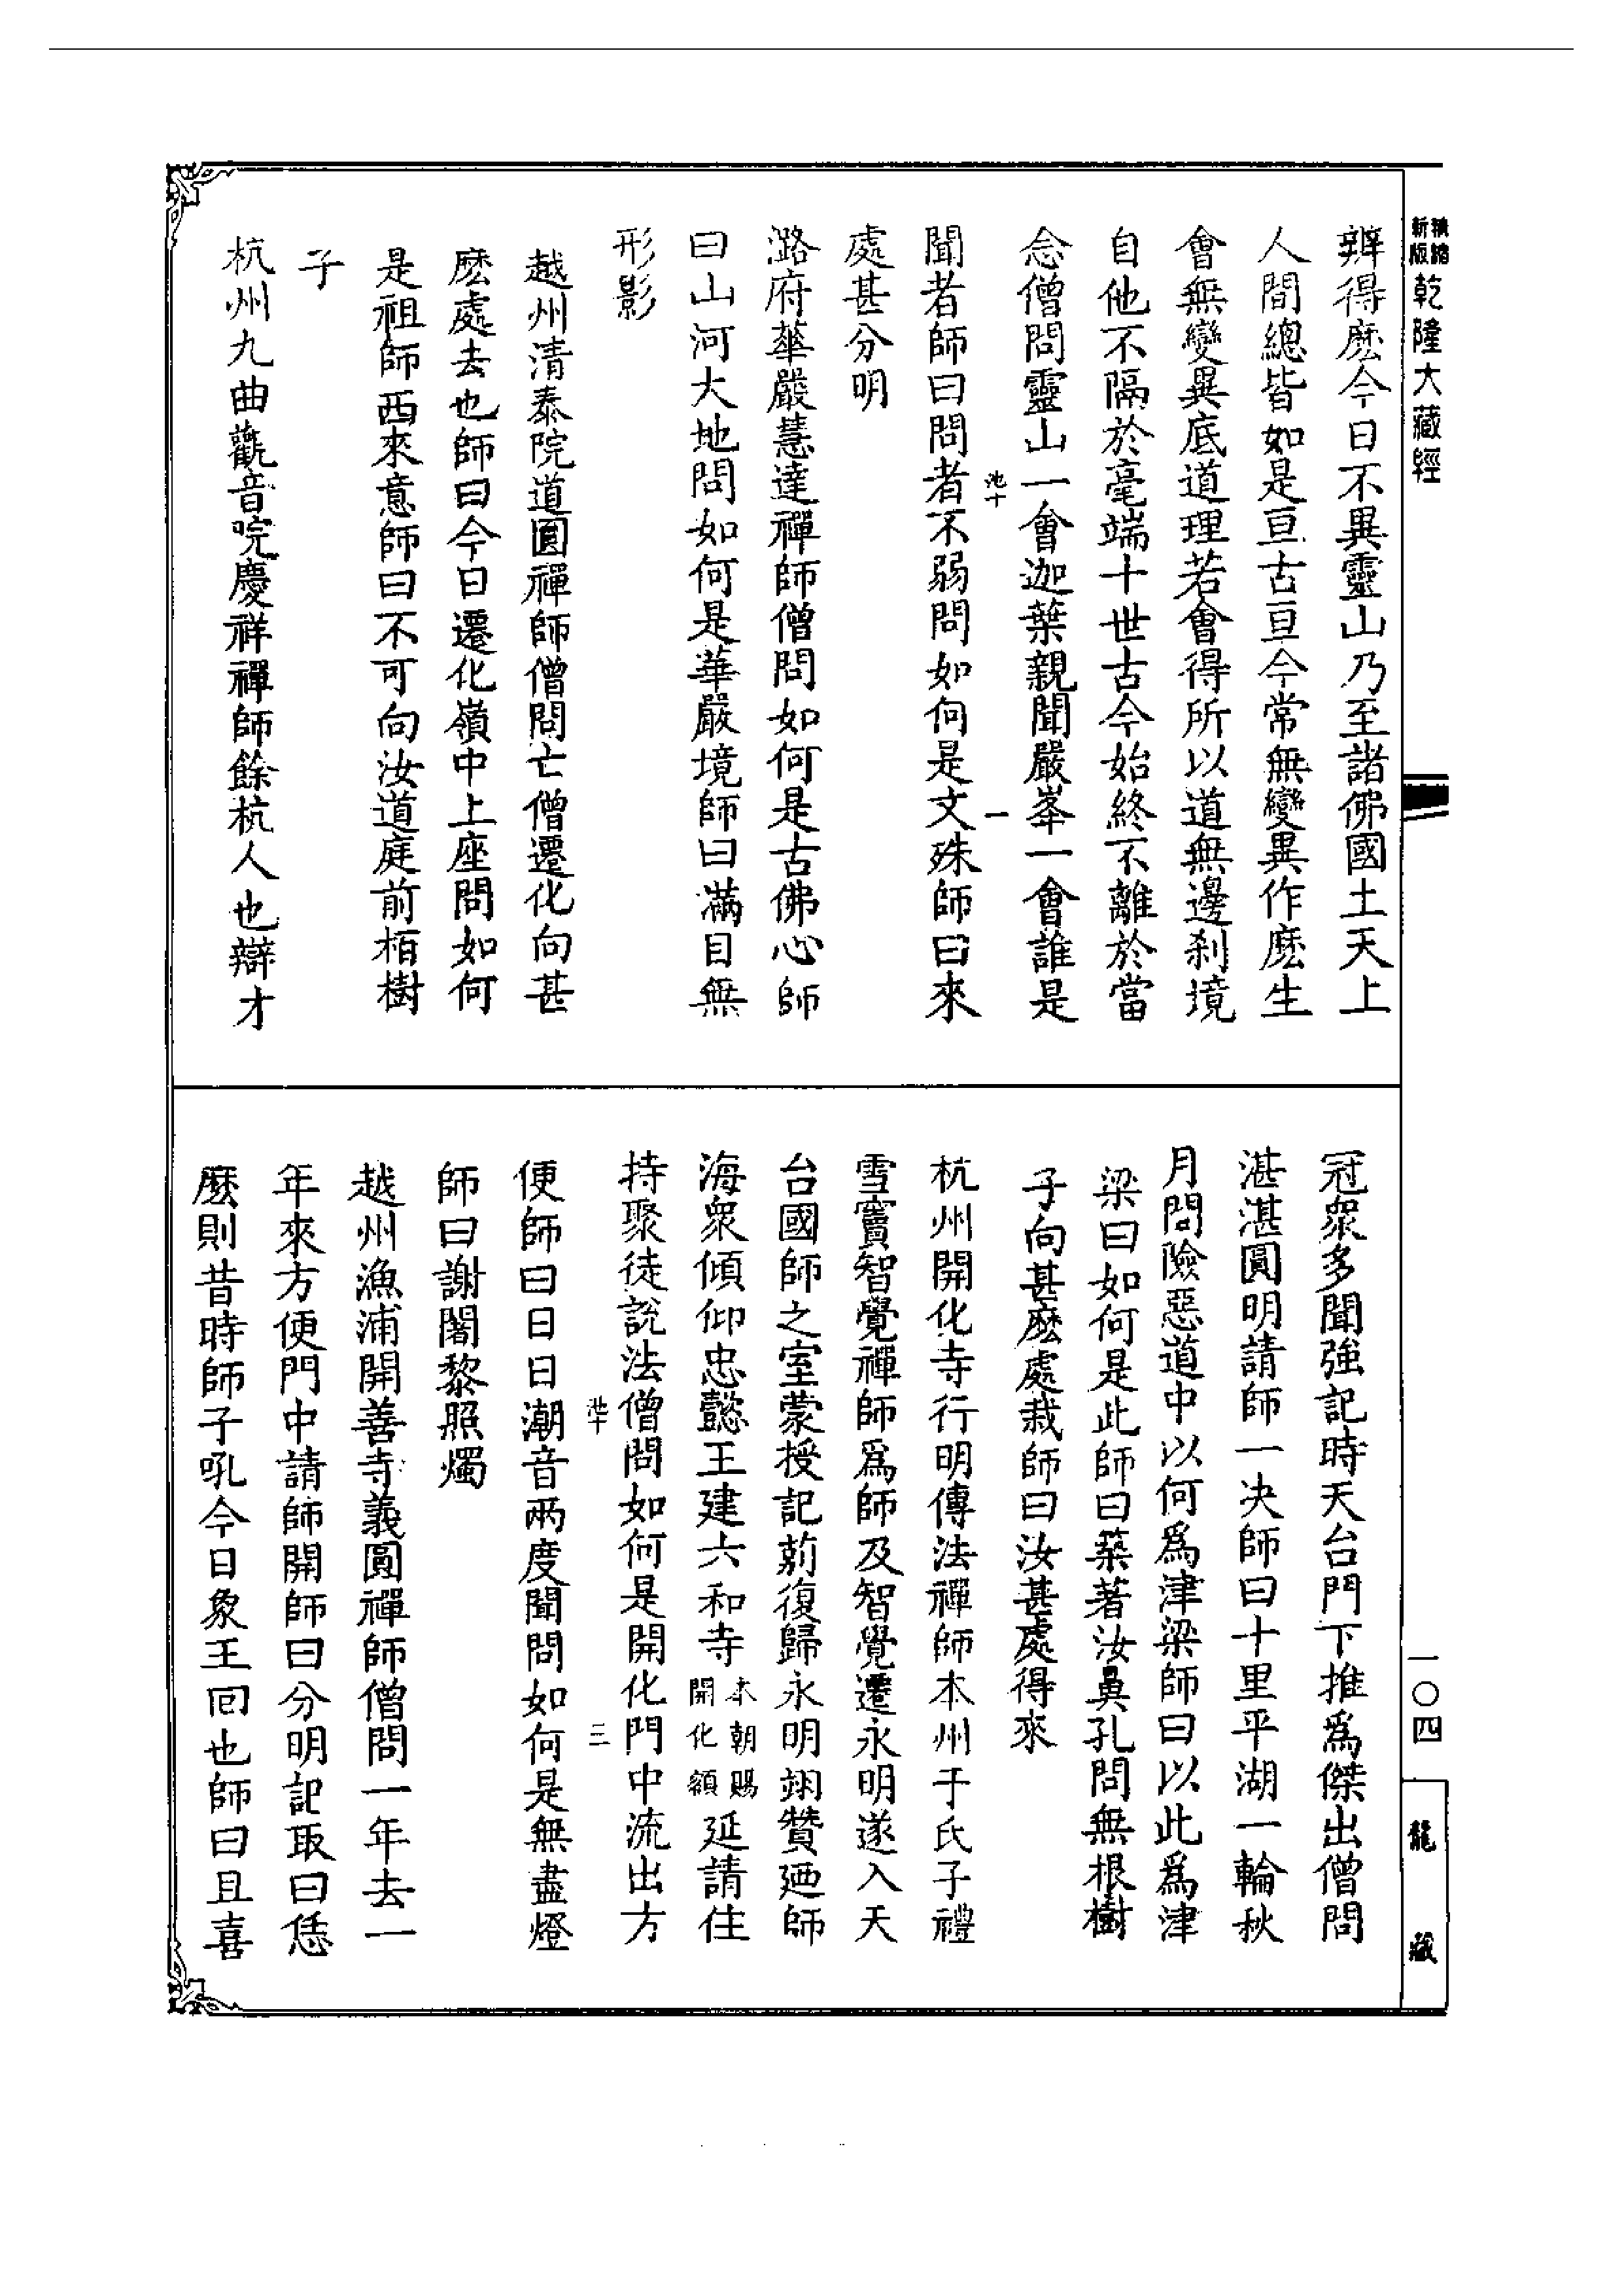 精縮
新版
乾隆大藏經
辨得麽今日不異靈山乃至諸佛國土天上
人間總皆如是亘古亘今常無變異作麽生
會無變異底道理若會得所以道無邊刹境
自他不隔於毫端十世古今始終不離於當
念僧問靈山一會迦葉親聞嚴峯一會誰是
池十 一
聞者師曰問者不弱問如何是文殊師曰來
處甚分明
潞府華嚴慧達禪師僧問如何是古佛心師
曰山河大地問如何是華嚴境師曰滿目無
形影
越州清泰院道圓禪師僧問亡僧遷化向甚
麽處去也師曰今日遷化嶺中上座問如何
是祖師西來意師曰不可向汝道庭前栢樹
子
杭州九曲觀音院慶祥禪師餘杭人也辯才
冠衆多聞強記時天台門下推爲傑出僧問
湛湛圓明請師一决師曰十里平湖一輪秋
月問險惡道中以何爲津梁師曰以此爲津
梁曰如何是此師曰築著汝鼻孔問無根樹
子向甚麽處栽師曰汝甚處得來
杭州開化寺行明傳法禪師本州于氏子禮
雪竇智覺禪師爲師及智覺遷永明遂入天
台國師之室蒙授記莂復歸永明翊贊廼師
海衆傾仰忠懿王建六和寺本朝賜開化額延請住
持聚徒說法僧問如何是開化門中流出方
池十 三
便師曰日日潮音兩度聞問如何是無盡燈
師曰謝闍黎照燭
越州漁浦開善寺義圓禪師僧問一年去一
年來方便門中請師開師曰分明記取曰恁
麽則昔時師子吼今日象王回也師曰且喜
一〇四
龍藏